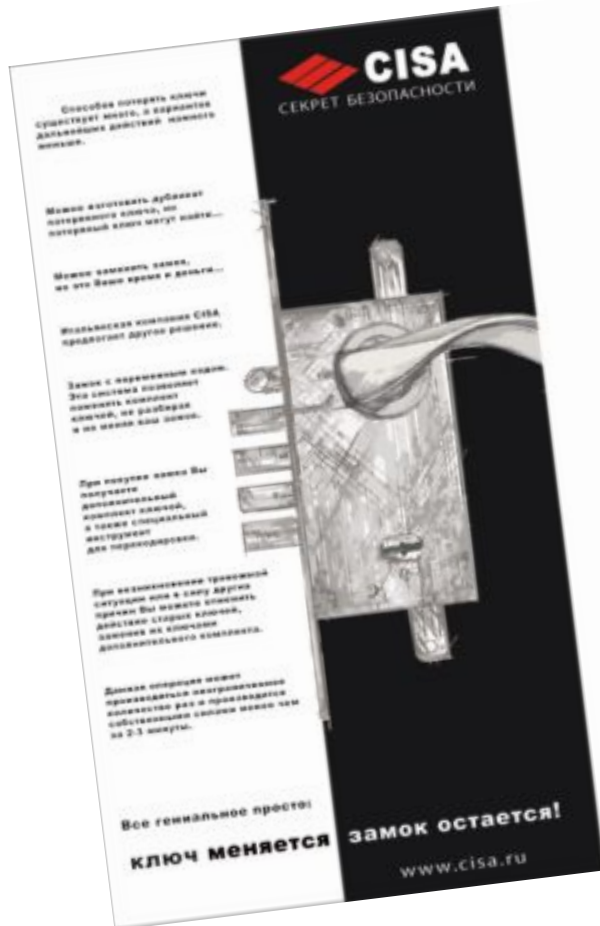 CISA
СЕКРЕТ БЕЗОПАСНОСТИ
Способов потерять ключи
существует много, а вариантов
дальнейших действий намного
меньше.
Можно изготовить дубликат
потерянного ключа, но
потерянный ключ могут найти...
Можно поменять замок,
но это Ваше время и деньги...
Итальянская компания CISA
предлагает другое решение.
Замок с переменным кодом.
Эта система позволяет
поменять комплект
ключей, не разбирая
и не меняя ваш замок.
При покупке замка Вы
получаете
дополнительный
комплект ключей,
а также специальный
инструмент
для перекодировки.
При возникновении тревожной
ситуации или в силу других
причин Вы можете отменить
действие старых ключей,
заменив их ключами
дополнительного комплекта.
Данная операция может
производиться неограниченное
количество раз и производится
собственными силами менее чем
за 2-3 минуты.
Все гениальное просто:
ключ меняется замок остается!
www.cisa.ru